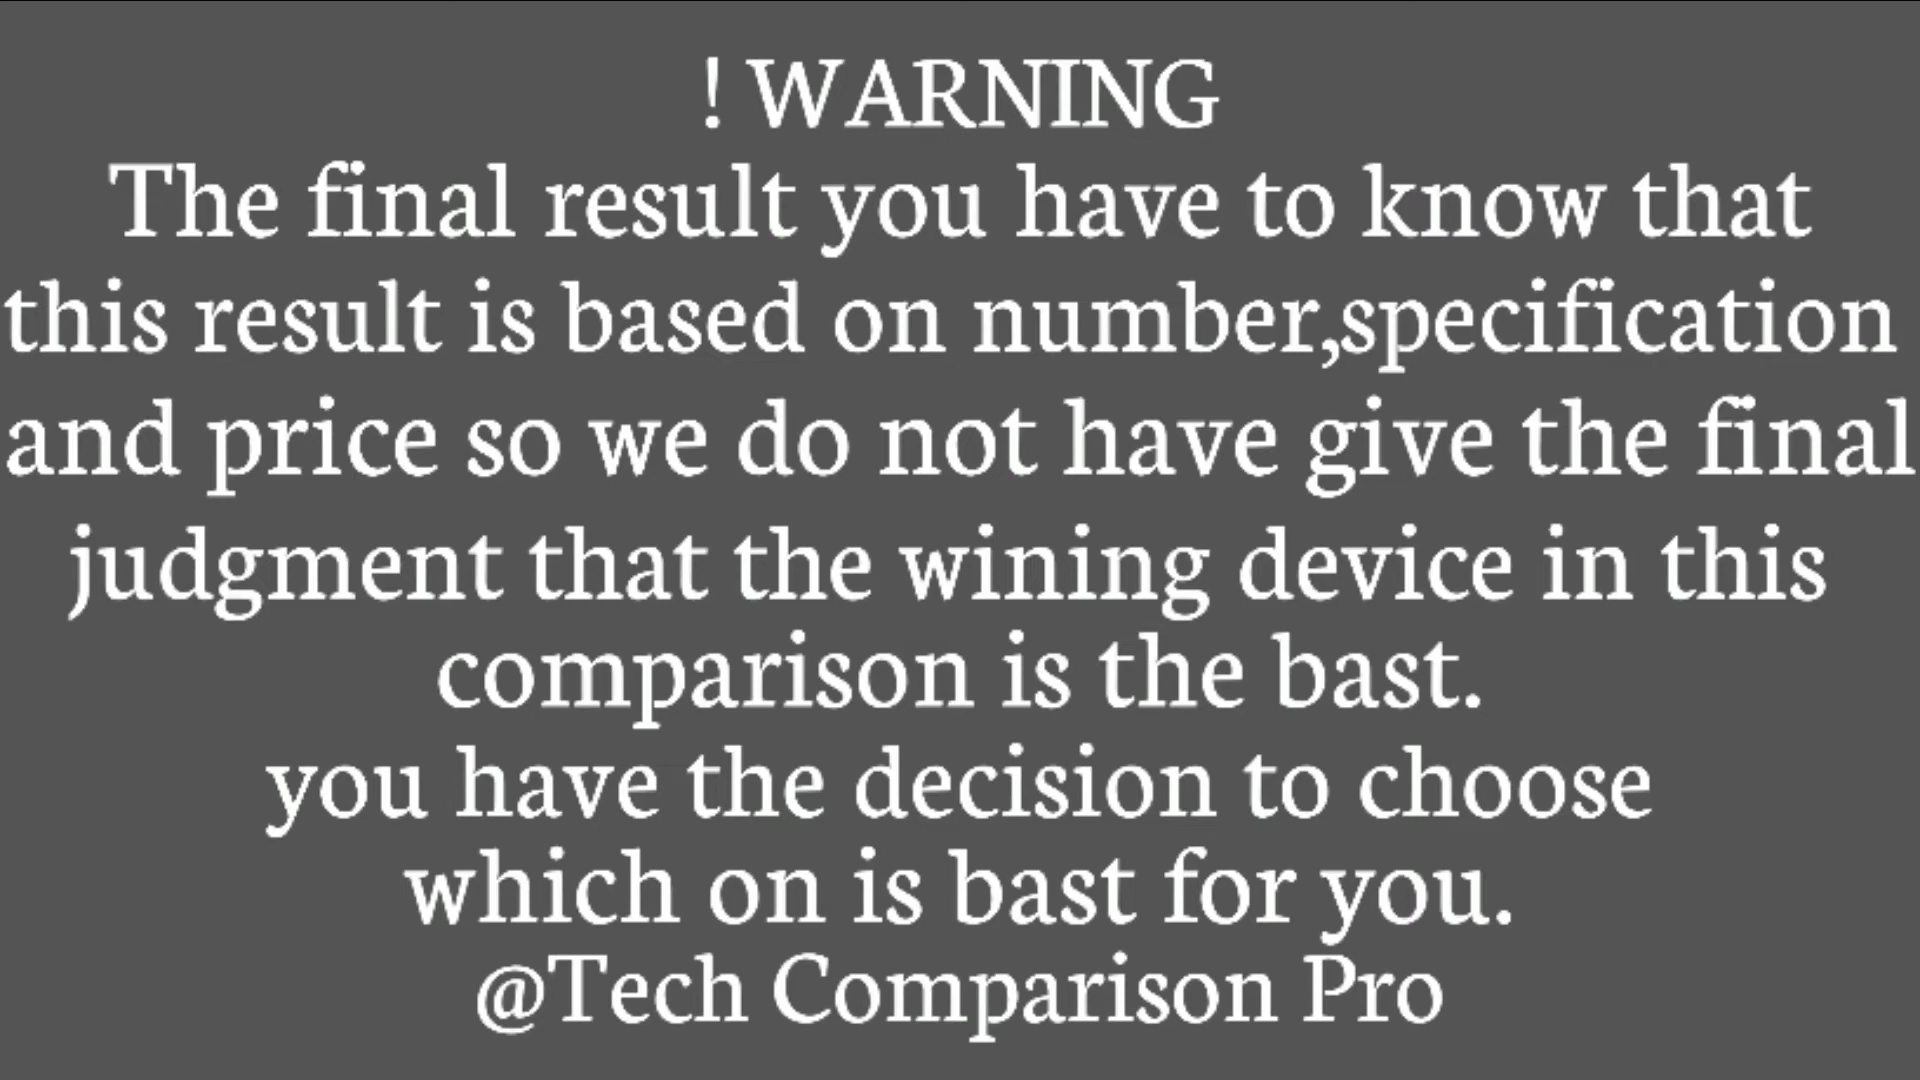 ! WARNING
The final result you have to know that
this result is based on number,specification
and price so we do not have give the final
judgment that the wining device in this
comparison is the bast.
you have the decision to choose
which on is bast for you.
@Tech Comparison Pro